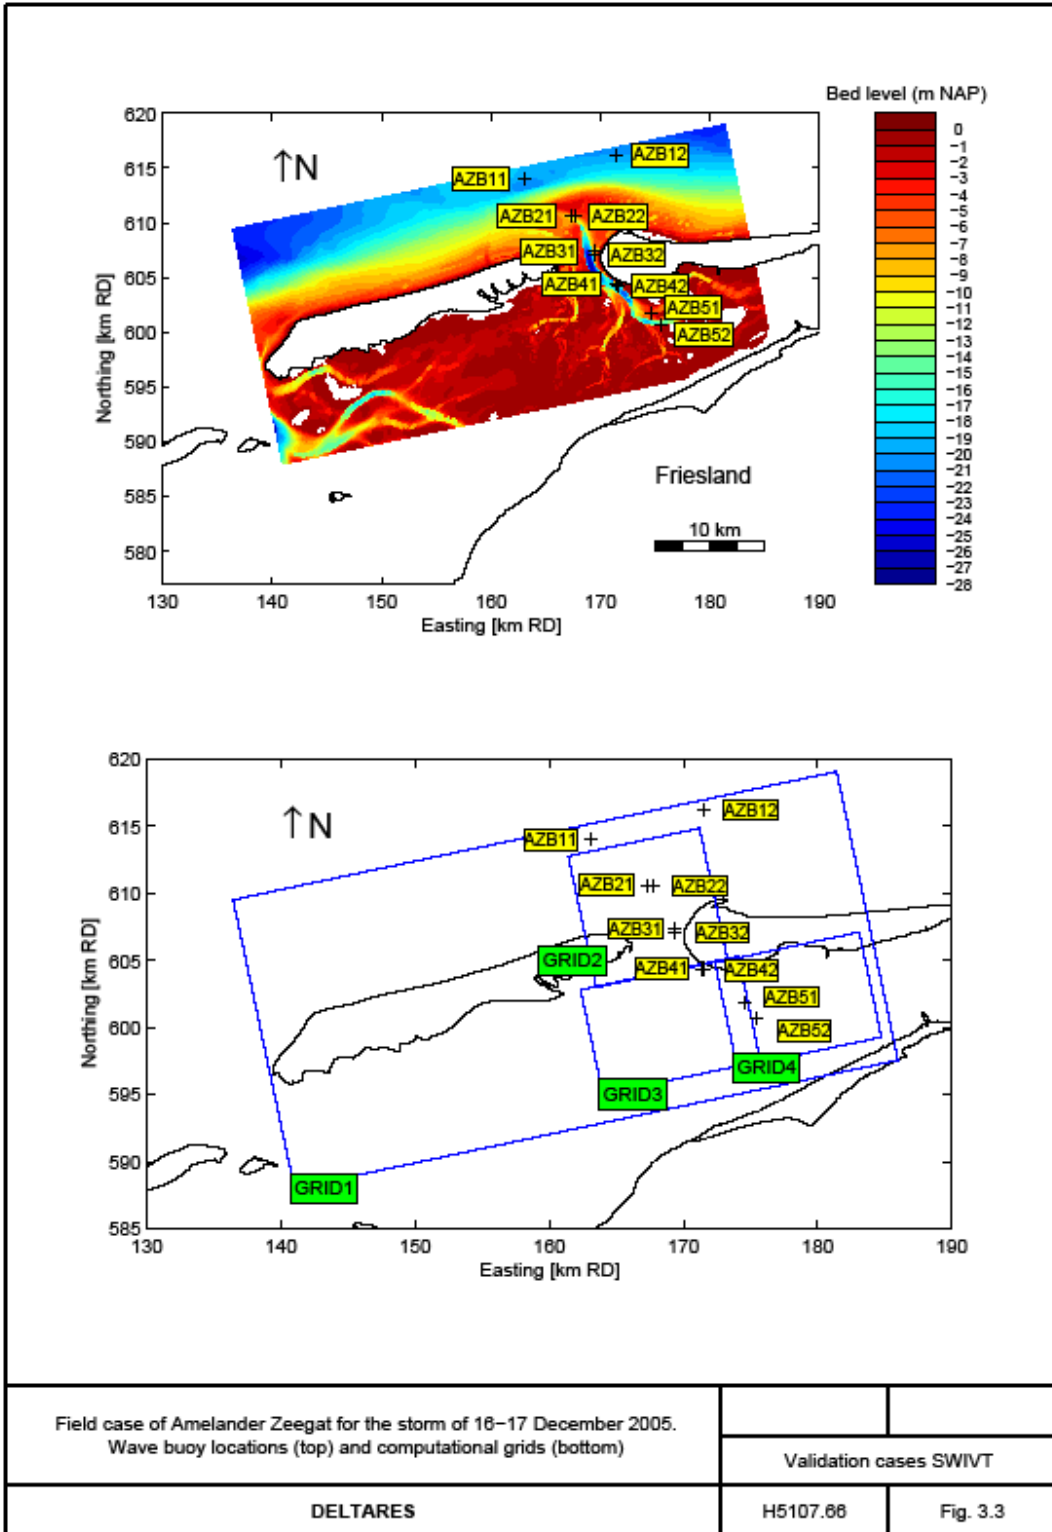 Bed level (m NAP)
620
615
610
605
600
595
590
585
580
Northing [km RD]
↑N
AZB12
AZB11
AZB21
AZB22
AZB31
AZB32
AZB41
AZB42
AZB51
AZB52
Friesland
10 km
130
140
150
160
170
180
190
Easting [km RD]
0
−1
−2
−3
−4
−5
−6
−7
−8
−9
−10
−11
−12
−13
−14
−15
−16
−17
−18
−19
−20
−21
−22
−23
−24
−25
−26
−27
−28
620
615
610
605
600
595
590
585
Northing [km RD]
↑N
AZB12
AZB11
AZB21
AZB22
AZB31
AZB32
GRID2
AZB41
AZB42
AZB51
AZB52
GRID4
GRID3
GRID1
130
140
150
160
170
180
190
Easting [km RD]
Field case of Amelander Zeegat for the storm of 16−17 December 2005.
Wave buoy locations (top) and computational grids (bottom)
Validation cases SWIVT
DELTARES
H5107.66
Fig. 3.3